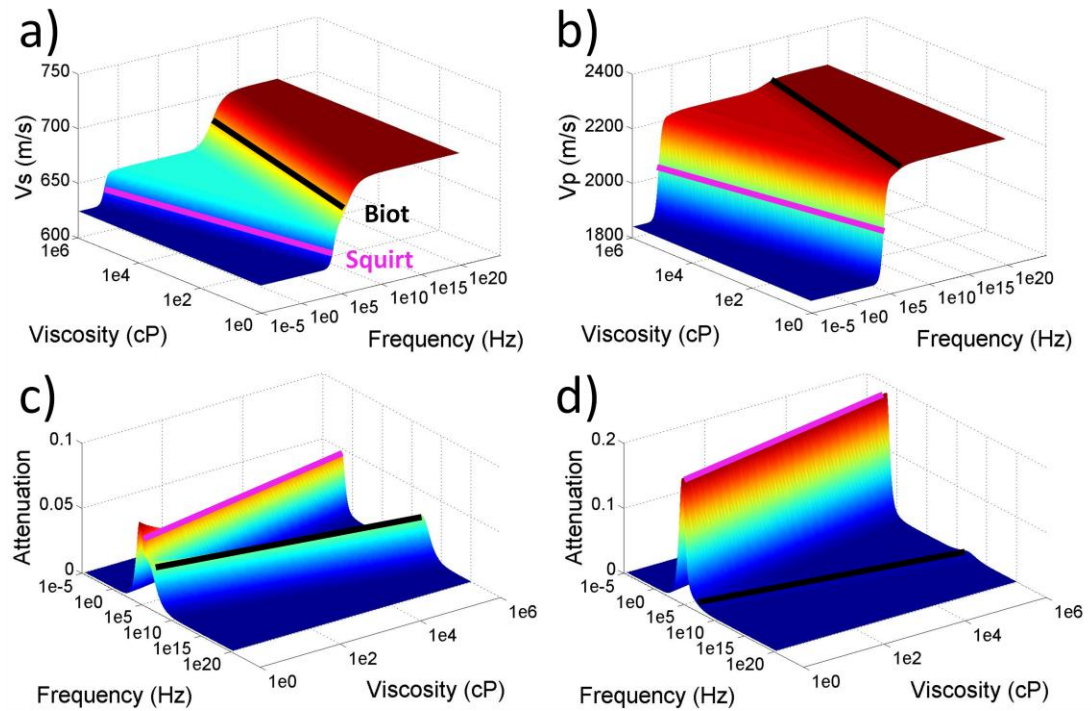 a)
750
700
650
600
Vs (m/s)
1e6
1e4
1e2
1e0
Viscosity (cP)
1e-5
1e0
1e5
1e10
1e15
1e20
Frequency (Hz)
Biot
Squirt
b)
2400
2200
2000
1800
Vp (m/s)
1e6
1e4
1e2
1e0
Viscosity (cP)
1e-5
1e0
1e5
1e10
1e15
1e20
Frequency (Hz)
c)
0.1
0.05
0
Attenuation
1e-5
1e0
1e5
1e10
1e15
1e20
Frequency (Hz)
1e0
1e2
1e4
1e6
Viscosity (cP)
d)
0.2
0.1
0
Attenuation
1e-5
1e0
1e5
1e10
1e15
1e20
Frequency (Hz)
1e0
1e2
1e4
1e6
Viscosity (cP)